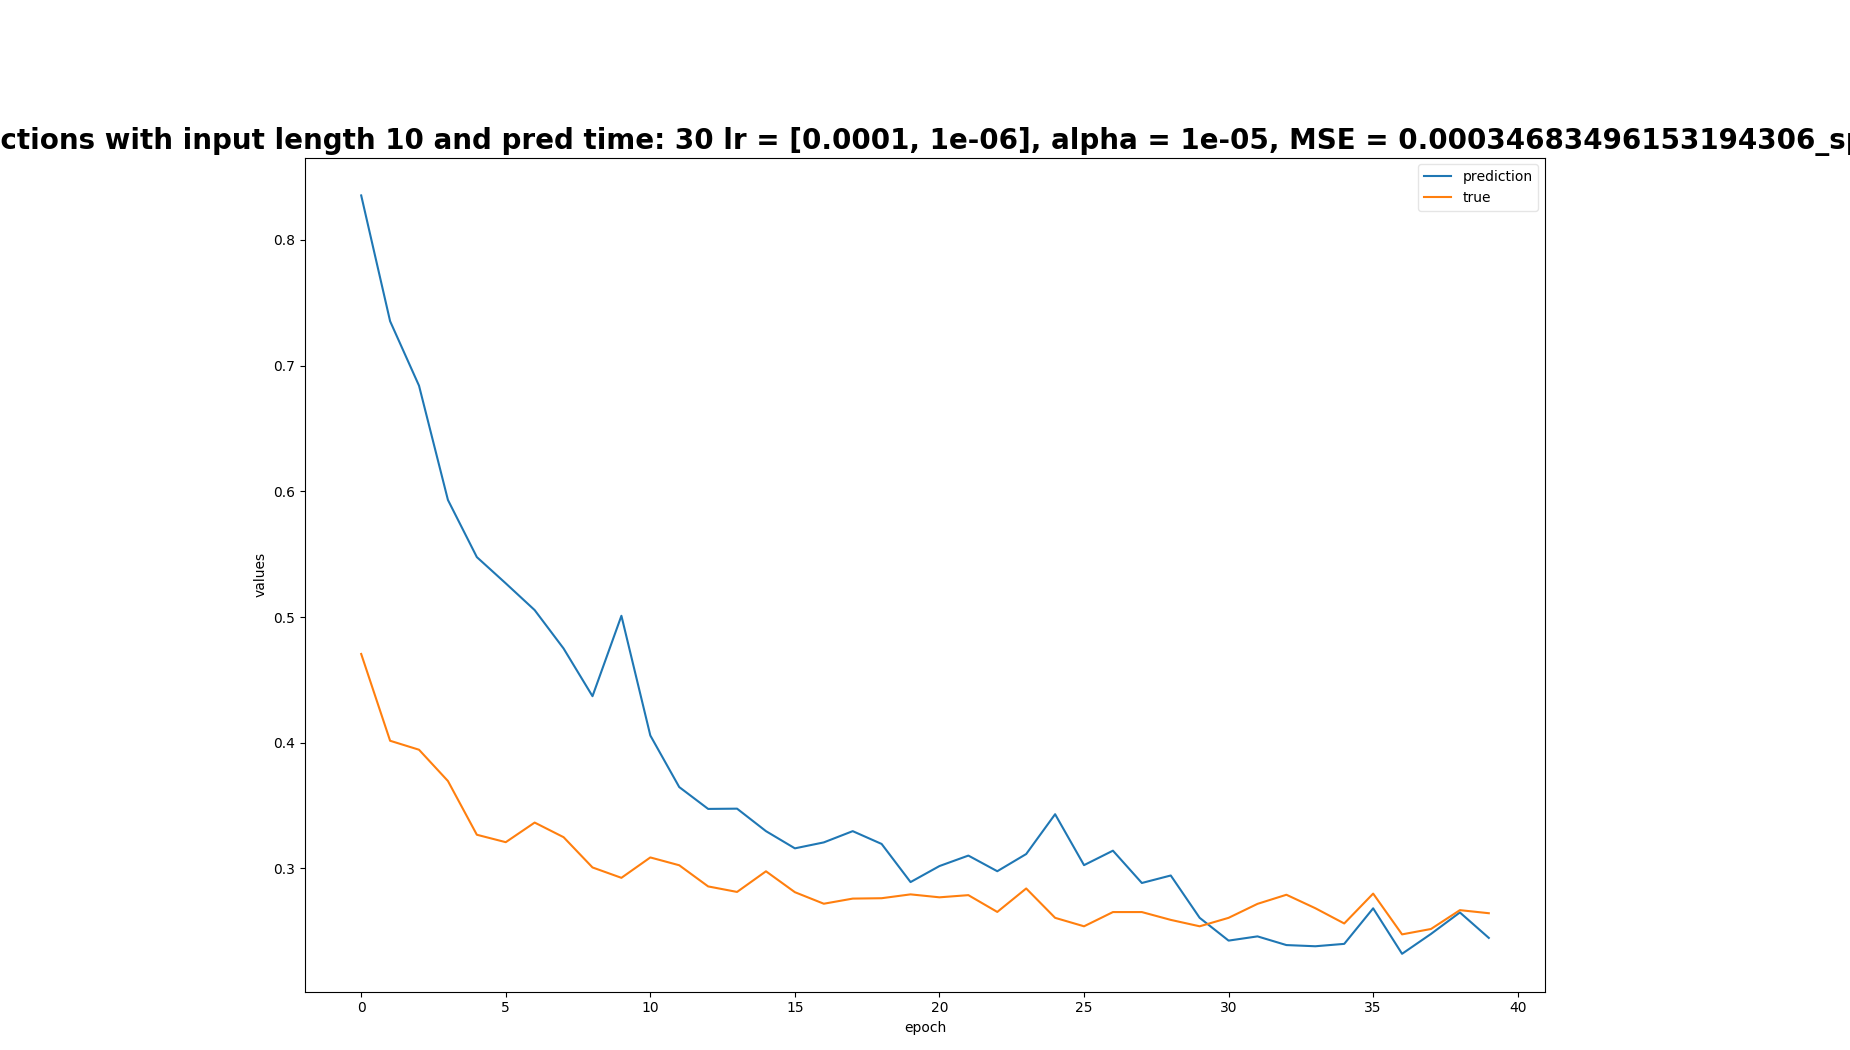 ctions with input length 10 and pred time: 30 lr = [0.0001, 1e-06], alpha = 1e-05, MSE = 0.00034683496153194306_sp
prediction
true
0.8
0.7
0.6
0.5
0.4
0.3
values
0 5 10 15 20 25 30 35 40
epoch